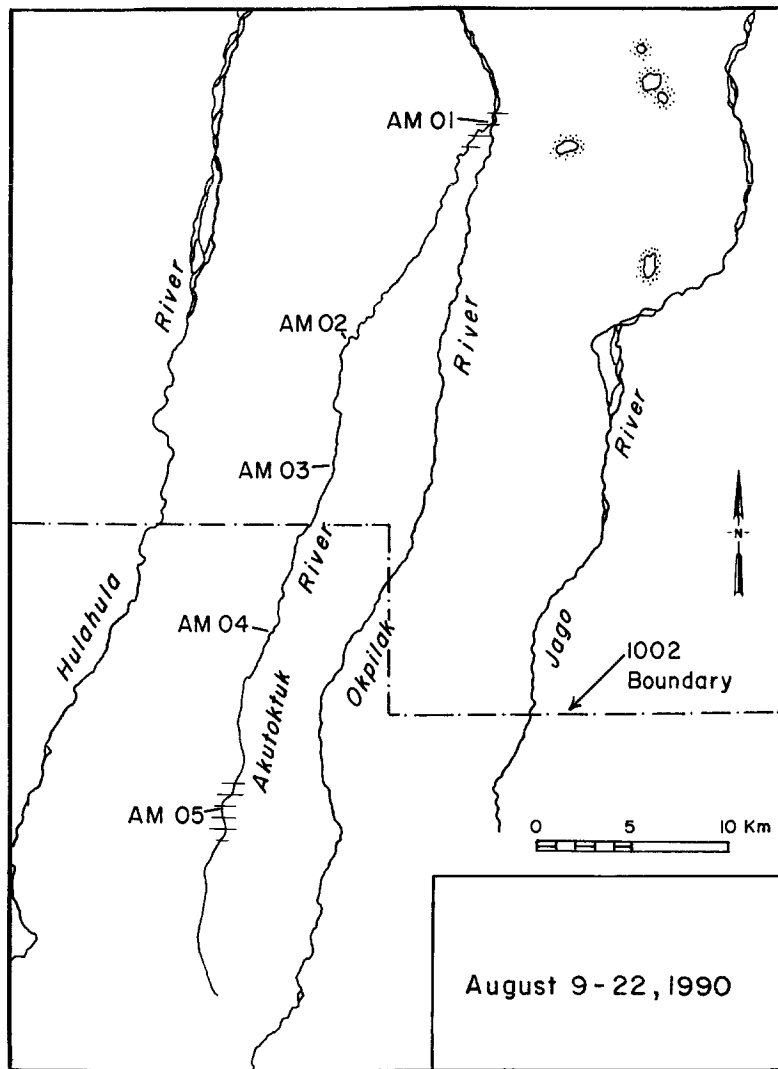 AM 01
River
River
AM 02
River
AM 03
N
River
Hulahula
AM 04
Okpilak
Jago
1002
Boundary
Akutoktuk
AM 05
0 5 10 Km
August 9-22, 1990